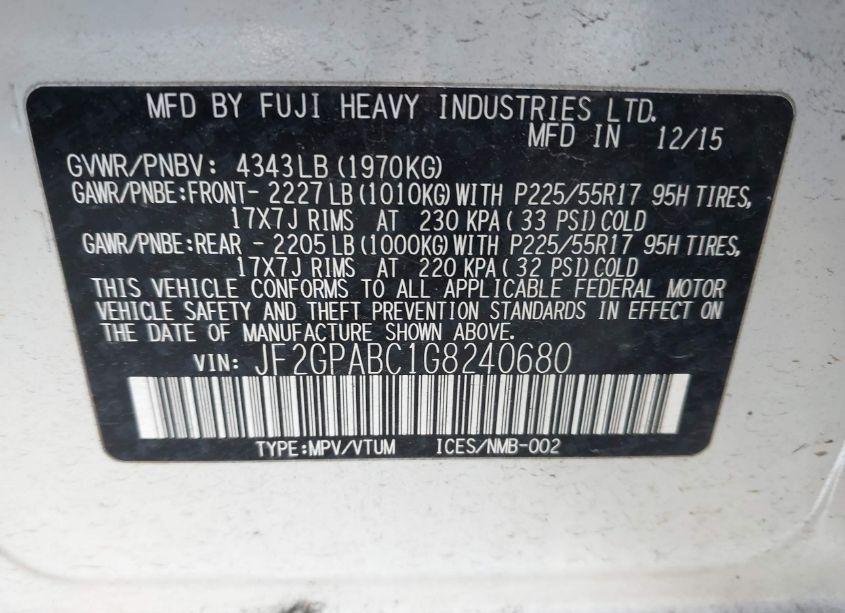 MFD BY FUJI HEAVY INDUSTRIES LTD.
MFD IN 12/15
GVWR/PNBV: 4343LB (1970KG)
GAWR/PNBE:FRONT- 2227 LB (1010KG) WITH P225/55R17 95H TIRES,
17X7J RIMS AT 230 KPA ( 33 PSI) COLD
GAWR/PNBE:REAR - 2205 LB (1000KG) WITH P225/55R17 95H TIRES,
17X7J RIMS AT 220 KPA ( 32 PSI) COLD
THIS VEHICLE CONFORMS TO ALL APPLICABLE FEDERAL MOTOR
VEHICLE SAFETY AND THEFT PREVENTION STANDARDS IN EFFECT ON
THE DATE OF MANUFACTURE SHOWN ABOVE.
VIN: JF2GPABC1G8240680
TYPE:MPV/VTUM ICES/NMB-002